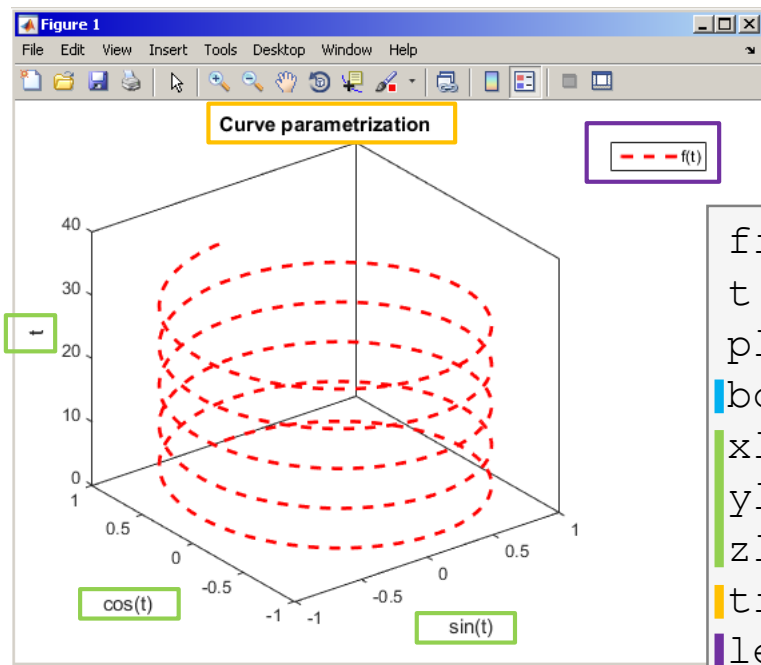 Figure 1
File Edit View Insert Tools Desktop Window Help
Curve parametrization
f(t)
40
30
t
20
10
0
1
0.5
0
-0.5
-1
-1
-0.5
0
0.5
1
cos(t)
sin(t)
t